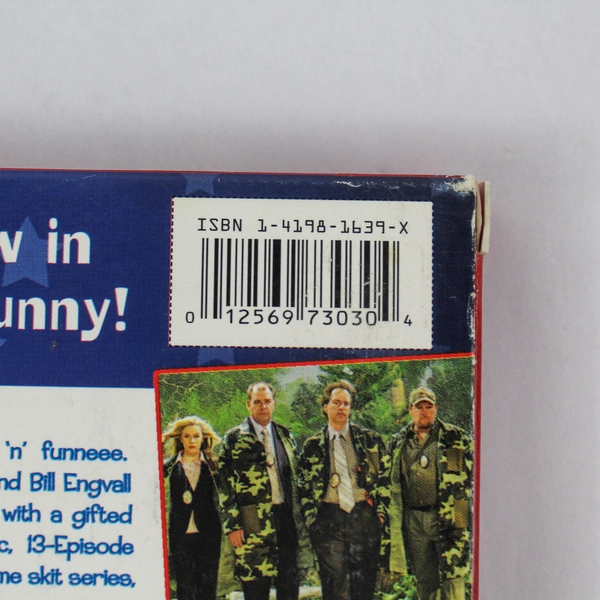 ISBN 1-4198-1639-X
0 12569 73030 4
in
unny!
'n' funneee.
nd Bill Engvall
with a gifted
c, 13-Episode
me skit series,